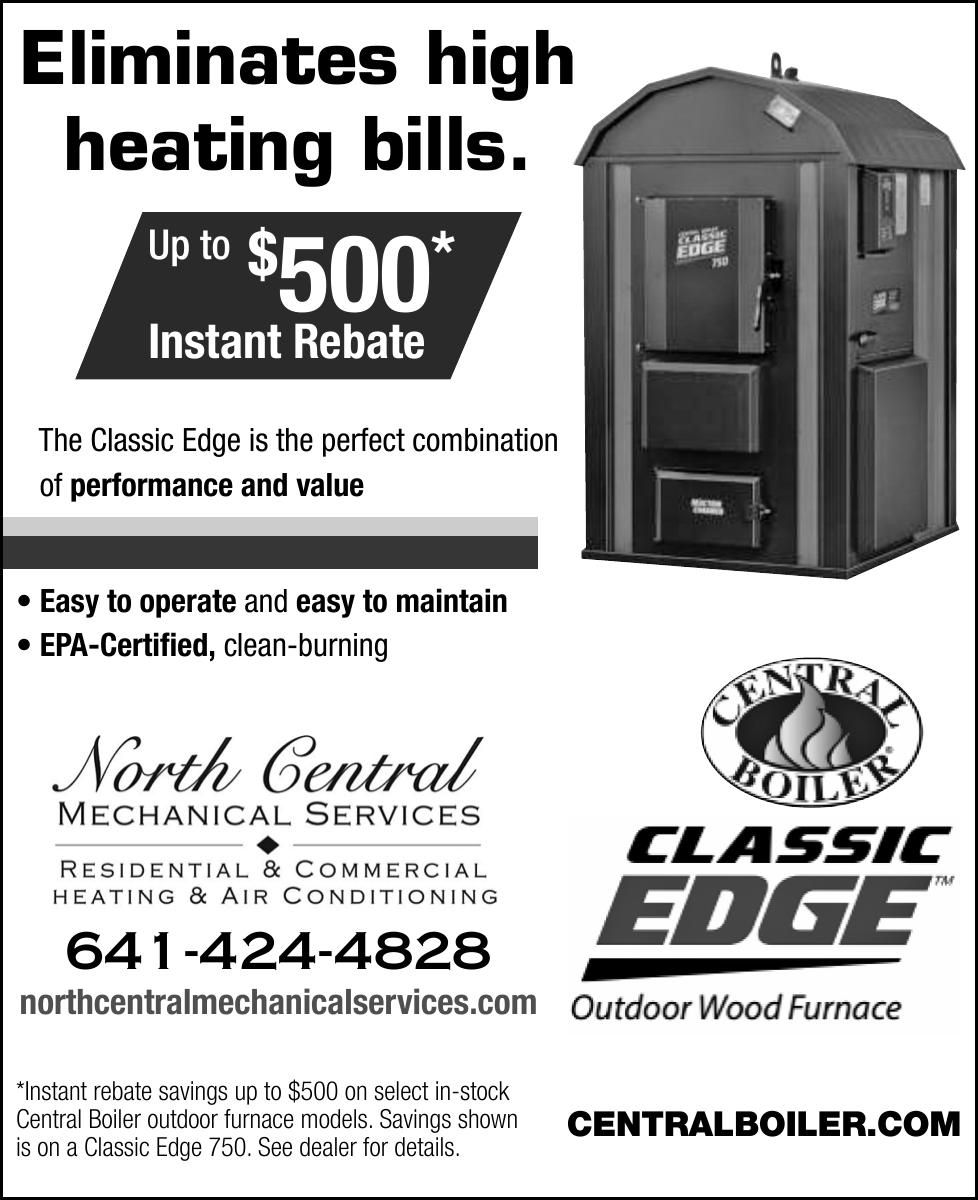 Eliminates high
heating bills.
Up to $500*
Instant Rebate
The Classic Edge is the perfect combination
of performance and value
• Easy to operate and easy to maintain
• EPA-Certified, clean-burning
CLASSIC
EDGE
750
CENTRAL
BOILER®
North Central
MECHANICAL SERVICES
RESIDENTIAL & COMMERCIAL
HEATING & AIR CONDITIONING
641-424-4828
northcentralmechanicalservices.com
CLASSIC
EDGE™
Outdoor Wood Furnace
*Instant rebate savings up to $500 on select in-stock
Central Boiler outdoor furnace models. Savings shown
is on a Classic Edge 750. See dealer for details.
CENTRALBOILER.COM